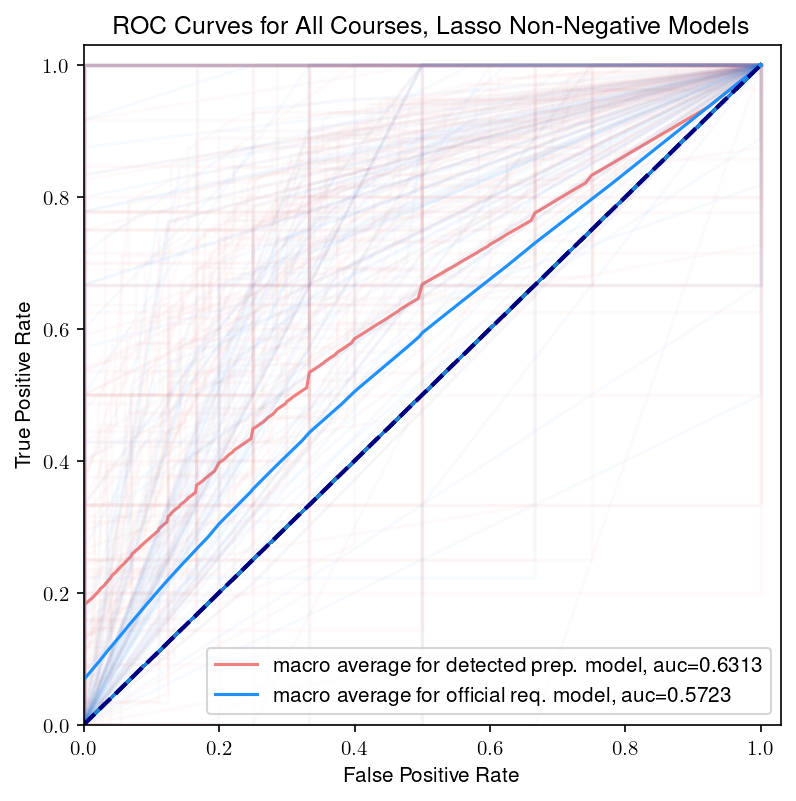 ROC Curves for All Courses, Lasso Non-Negative Models
True Positive Rate
1.0
0.8
0.6
0.4
0.2
0.0
macro average for detected prep. model, auc=0.6313
macro average for official req. model, auc=0.5723
0.0 0.2 0.4 0.6 0.8 1.0
False Positive Rate